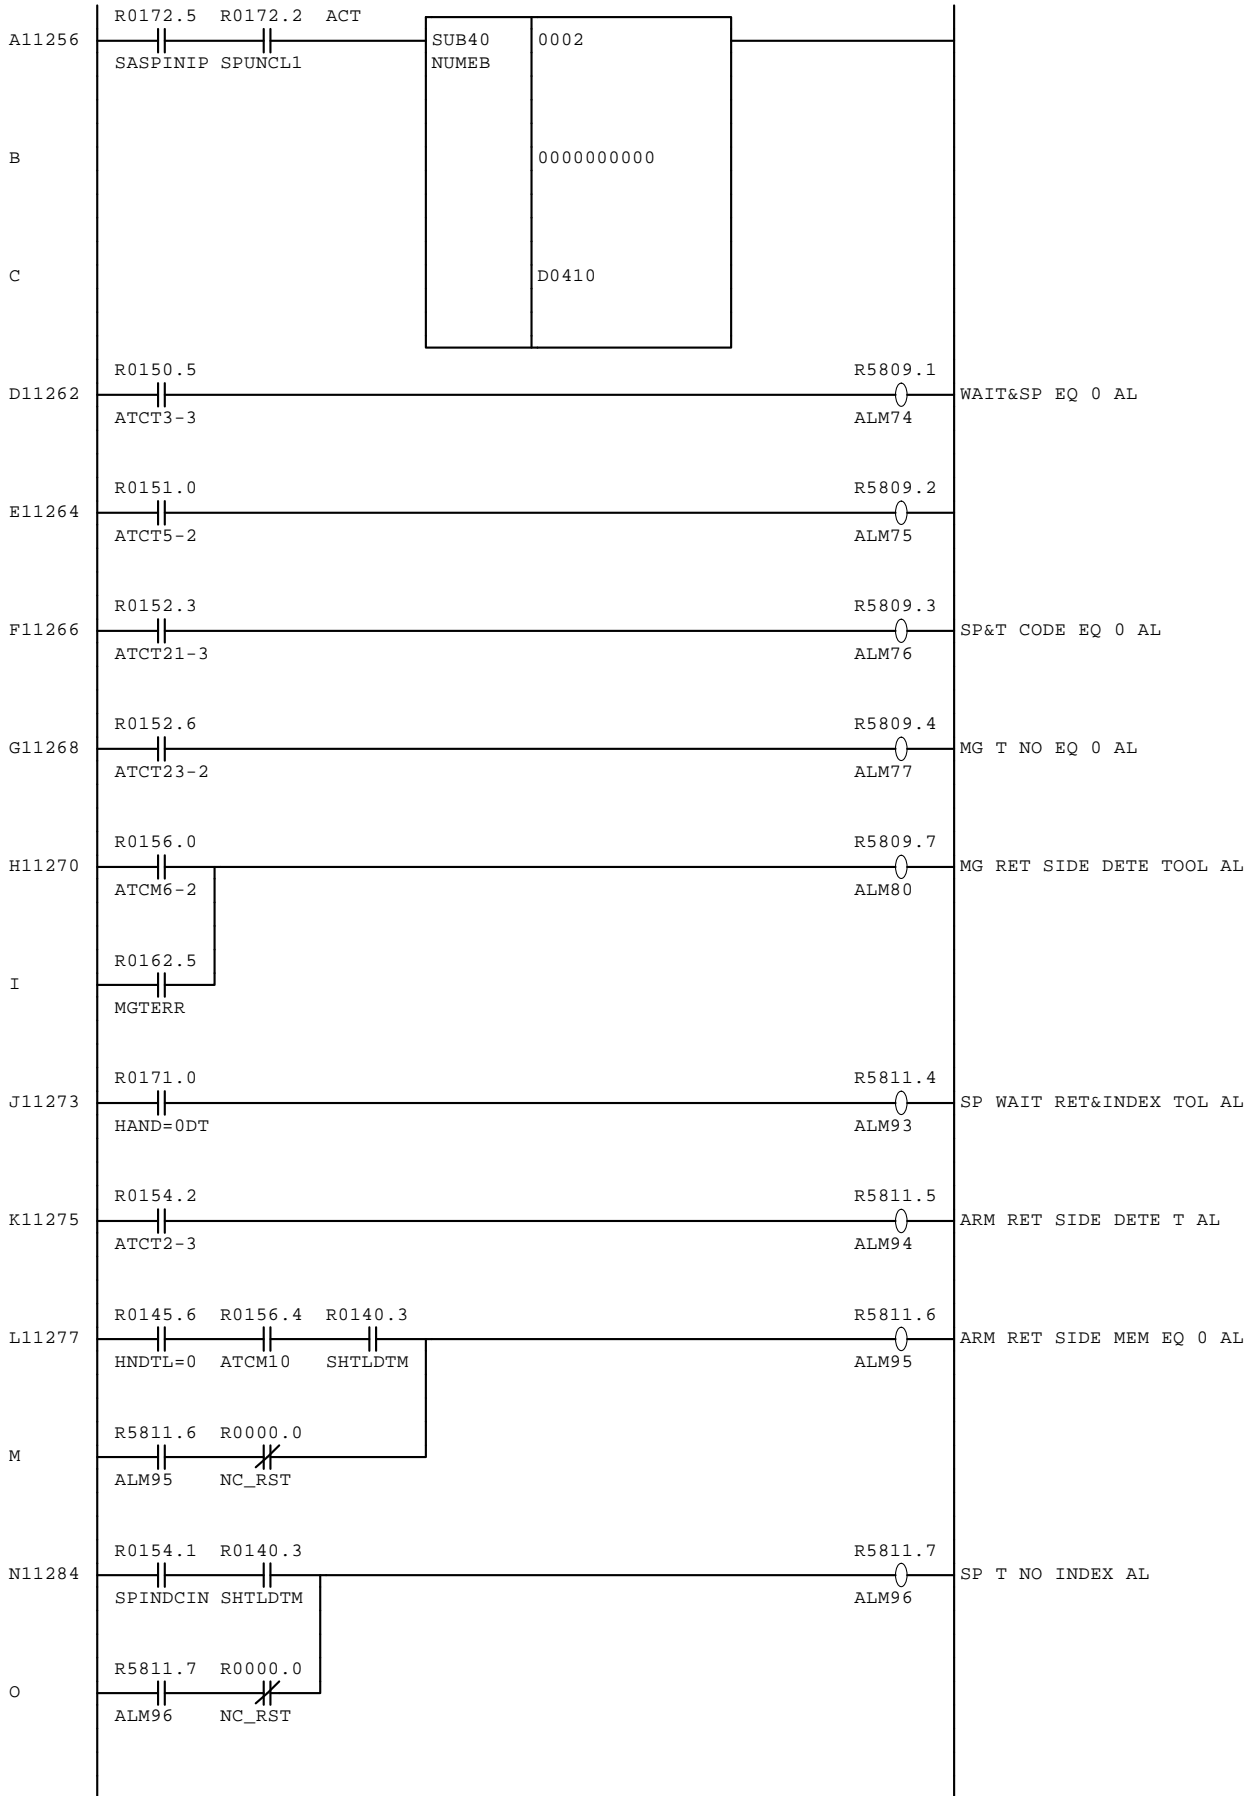 R0172.5 R0172.2 ACT
A11256 SUB40 0002
SASPINIP SPUNCL1 NUMEB
B 0000000000
C D0410
R0150.5 R5809.1
D11262 WAIT&SP EQ 0 AL
ATCT3-3 ALM74
R0151.0 R5809.2
E11264
ATCT5-2 ALM75
R0152.3 R5809.3
F11266 SP&T CODE EQ 0 AL
ATCT21-3 ALM76
R0152.6 R5809.4
G11268 MG T NO EQ 0 AL
ATCT23-2 ALM77
R0156.0 R5809.7
H11270 MG RET SIDE DETE TOOL AL
ATCM6-2 ALM80
R0162.5
I
MGTERR
R0171.0 R5811.4
J11273 SP WAIT RET&INDEX TOL AL
HAND=0DT ALM93
R0154.2 R5811.5
K11275 ARM RET SIDE DETE T AL
ATCT2-3 ALM94
R0145.6 R0156.4 R0140.3 R5811.6
L11277 ARM RET SIDE MEM EQ 0 AL
HNDTL=0 ATCM10 SHTLDTM ALM95
R5811.6 R0000.0
M
ALM95 NC_RST
R0154.1 R0140.3 R5811.7
N11284 SP T NO INDEX AL
SPINDCIN SHTLDTM ALM96
R5811.7 R0000.0
O
ALM96 NC_RST